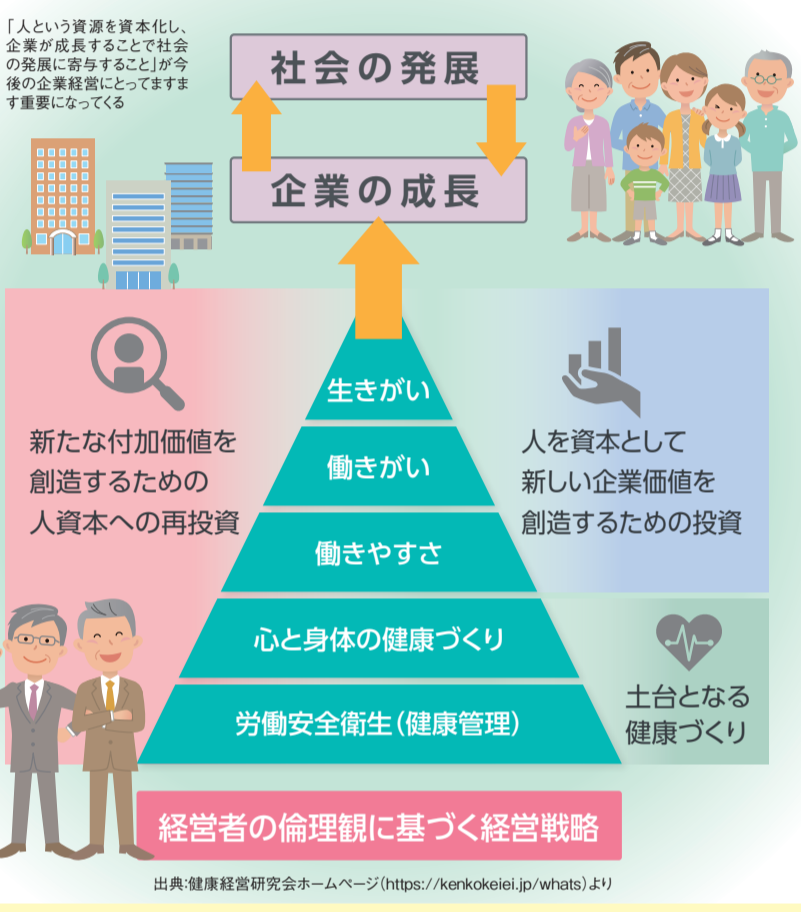 「人という資源を資本化し、
企業が成長することで社会
の発展に寄与すること」が今
後の企業経営にとってますま
す重要になってくる
社会の発展
企業の成長
新たな付加価値を
創造するための
人資本への再投資
生きがい
働きがい
働きやすさ
心と身体の健康づくり
労働安全衛生（健康管理）
人を資本として
新しい企業価値を
創造するための投資
土台となる
健康づくり
経営者の倫理観に基づく経営戦略
出典:健康経営研究会ホームページ（https://kenkokeiei.jp/whats）より